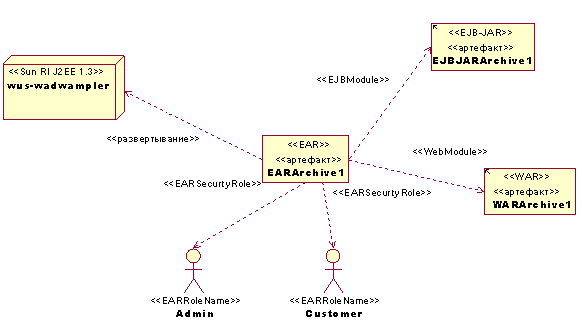 <<EJB-JAR>>
<<артефакт>>
EJBJARArchive1
<<Sun RI J2EE 1.3>>
wus-wadwampler
<<EJBModule>>
<<развертывание>>
<<EAR>>
<<артефакт>>
EARArchive1
<<WebModule>>
<<WAR>>
<<артефакт>>
WARArchive1
<<EARSecurtyRole>>
<<EARSecurtyRole>>
<<EARRoleName>>
Admin
<<EARRoleName>>
Customer